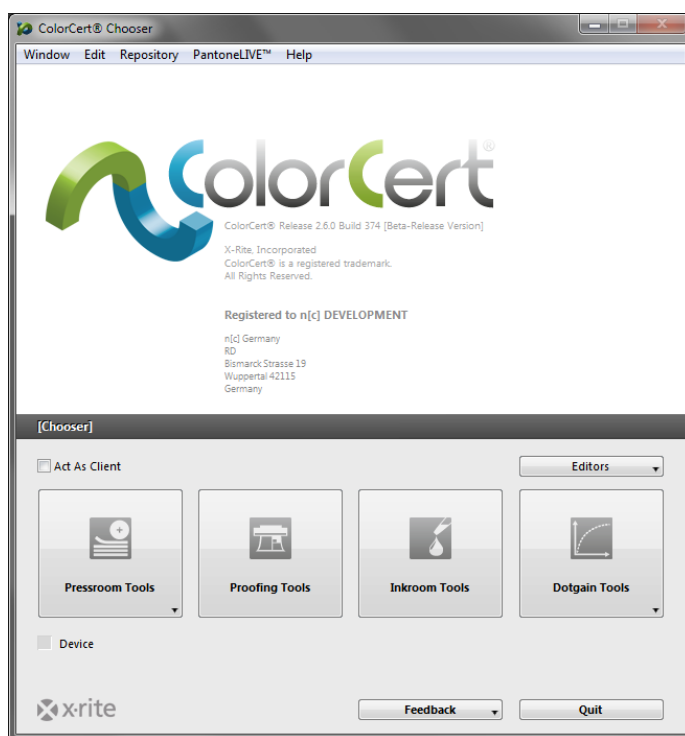 ColorCert® Chooser
Window Edit Repository PantoneLIVE™ Help
ColorCert®
ColorCert® Release 2.6.0 Build 374 [Beta-Release Version]
X-Rite, Incorporated
ColorCert® is a registered trademark.
All Rights Reserved.
Registered to n[c] DEVELOPMENT
n[c] Germany
RD
Bismarck Strasse 19
Wuppertal 42115
Germany
[Chooser]
Act As Client
Editors
Pressroom Tools
Proofing Tools
Inkroom Tools
Dotgain Tools
Device
x·rite
Feedback
Quit